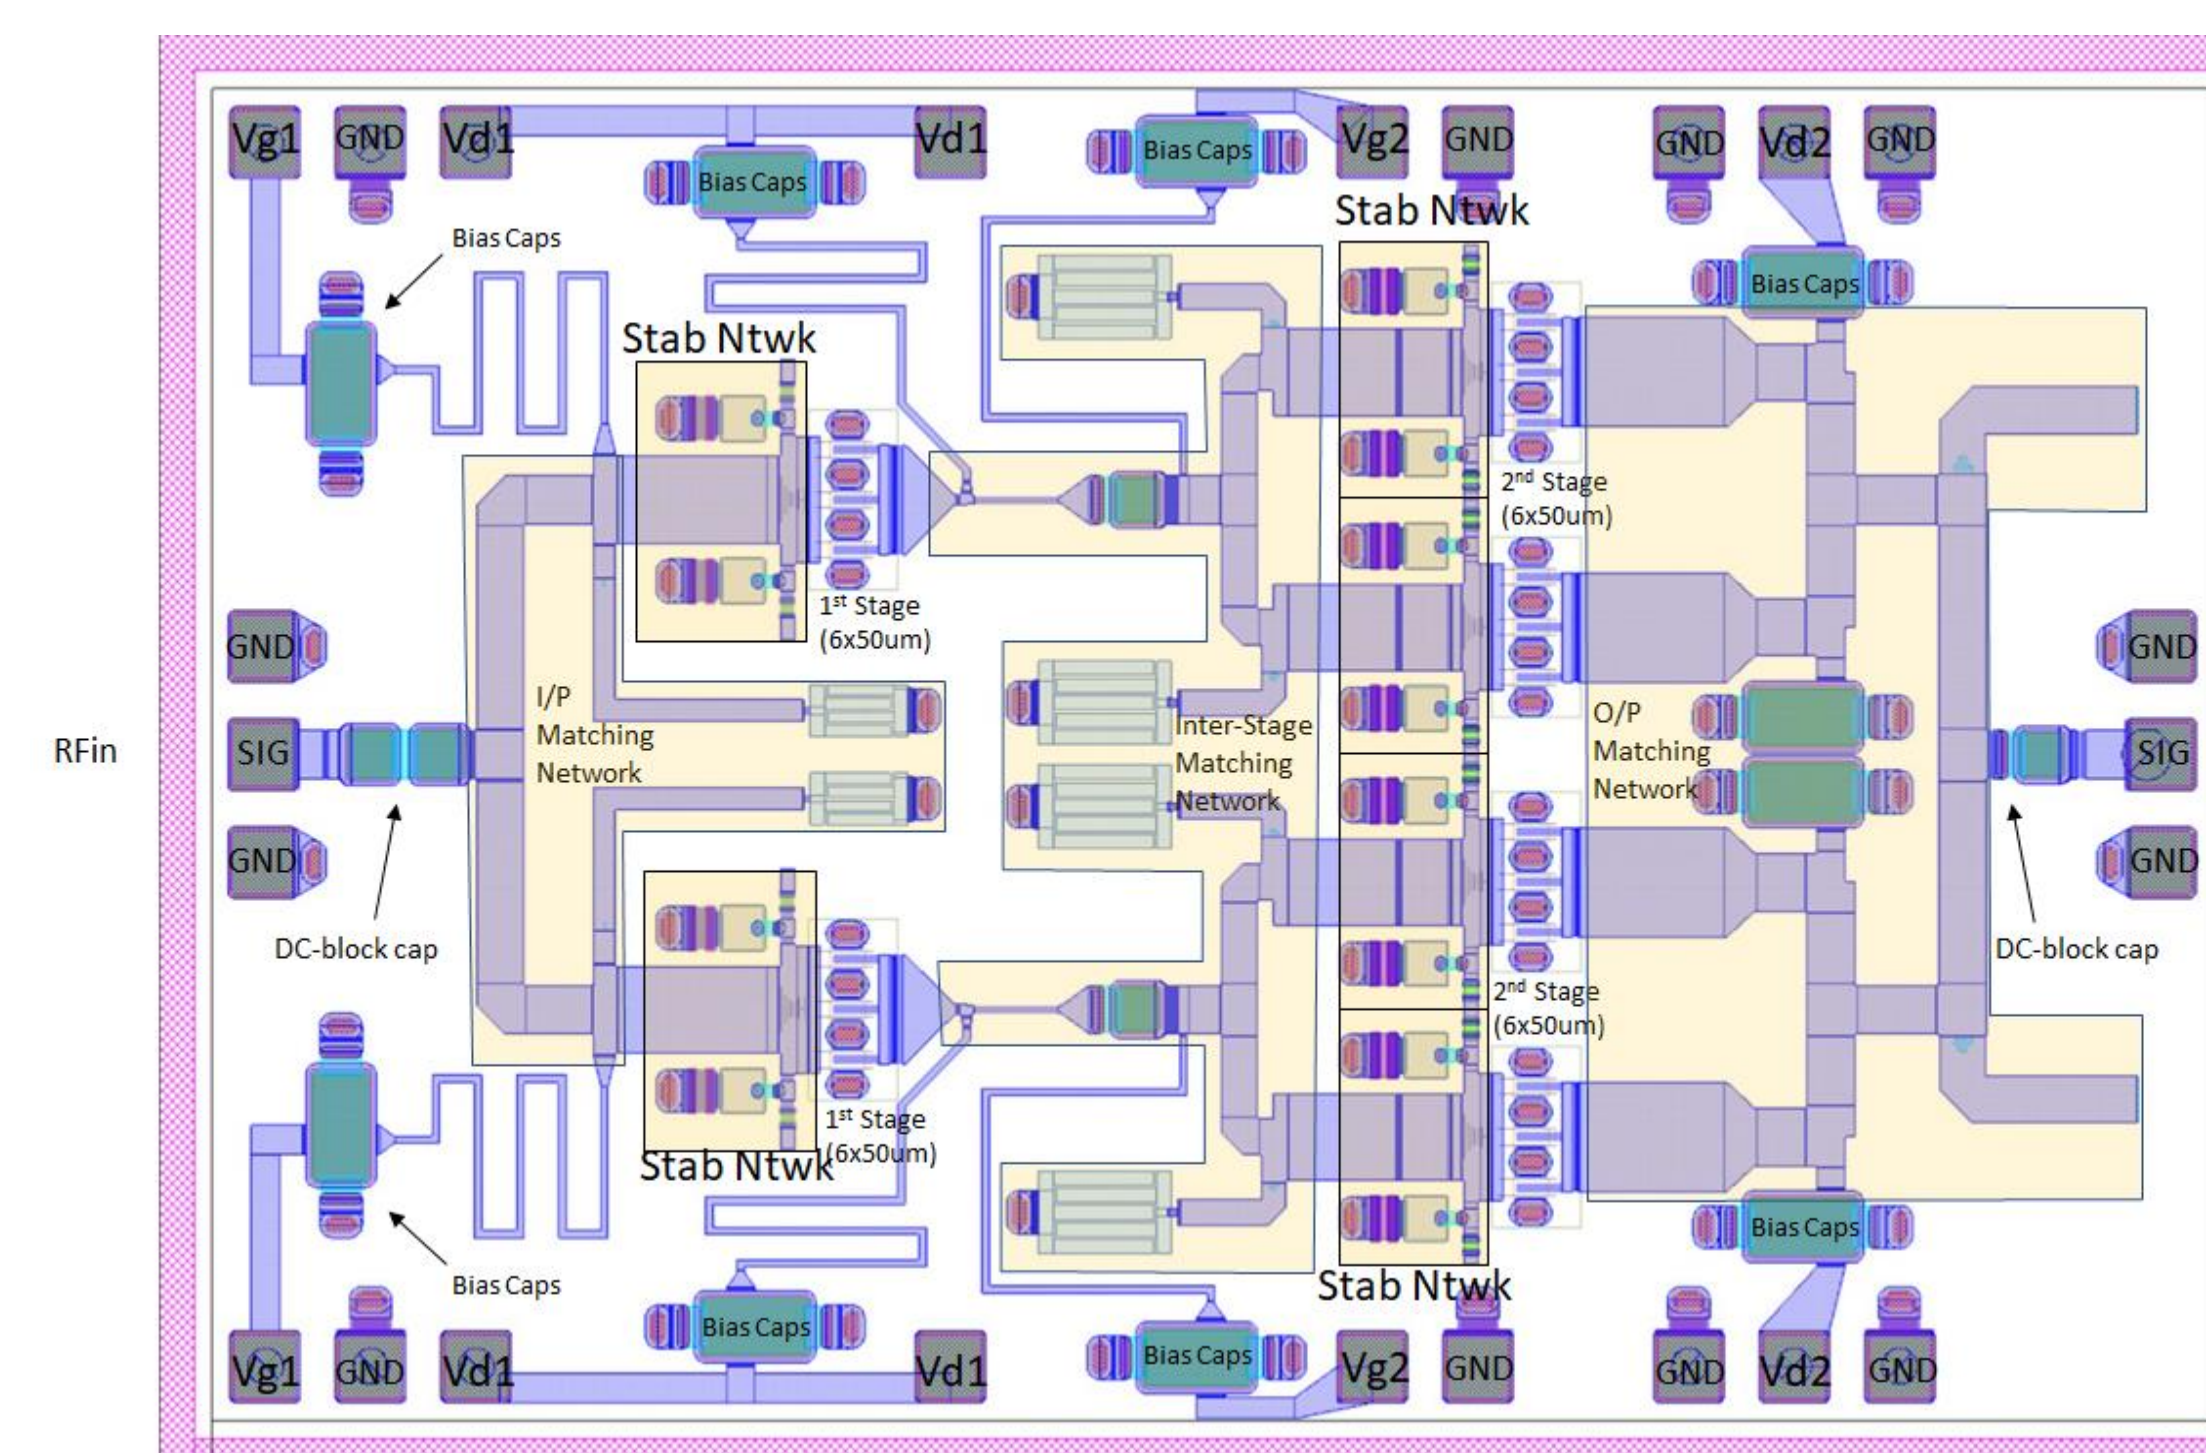 Vg1 GND Vd1 Vd1 Bias Caps Vg2 GND GND Vd2 GND
Bias Caps
Stab Ntwk
Bias Caps
Bias Caps
Stab Ntwk
2nd Stage
(6x50um)
1st Stage
(6x50um)
GND
GND
I/P
Matching
Network
Inter-Stage
Matching
Network
O/P
Matching
Network
RFin
SIG
SIG
GND
GND
DC-block cap
DC-block cap
2nd Stage
(6x50um)
1st Stage
(6x50um)
Stab Ntwk
Bias Caps
Bias Caps
Stab Ntwk
Bias Caps
Bias Caps
Vg1 GND Vd1 Vd1 Vg2 GND GND Vd2 GND